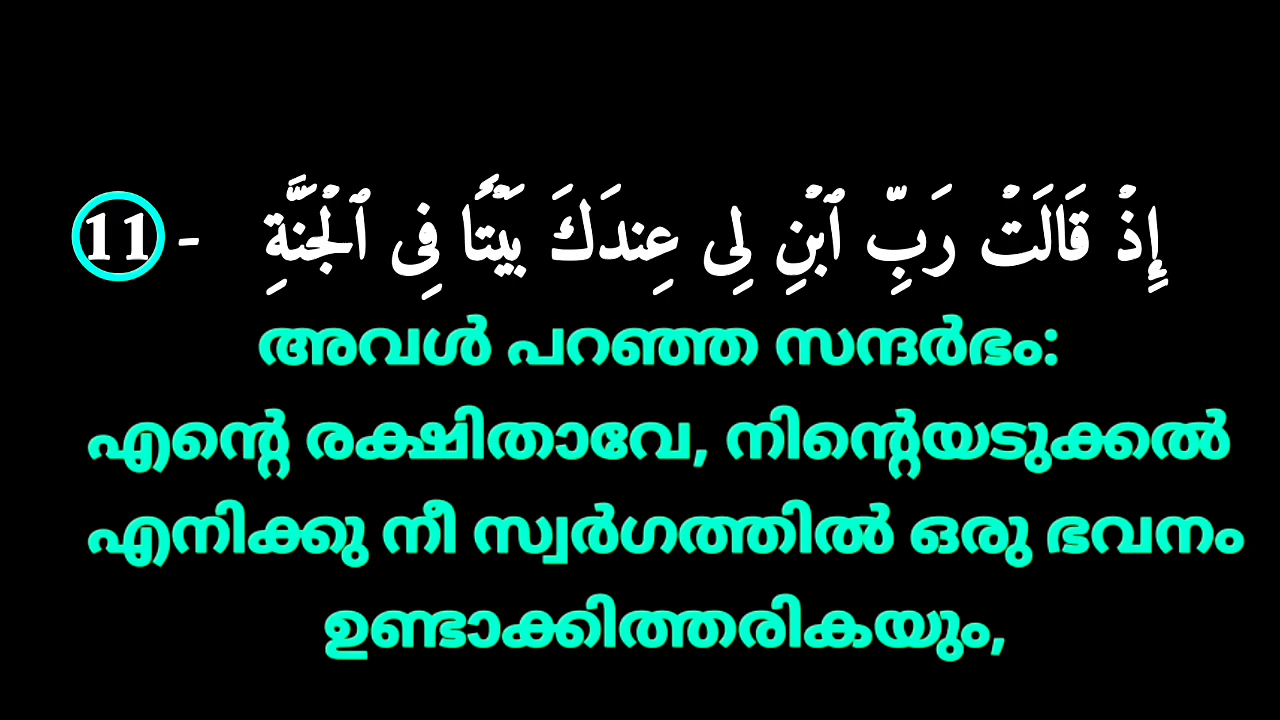 11 - إِذْ قَالَتْ رَبِّ ٱبْنِ لِى عِندَكَ بَيْتًا فِى ٱلْجَنَّةِ
അവൾ പറഞ്ഞ സന്ദർഭം:
എന്റെ രക്ഷിതാവേ, നിന്റെയടുക്കൽ
എനിക്കു നീ സ്വർഗത്തിൽ ഒരു ഭവനം
ഉണ്ടാക്കിത്തരികയും,